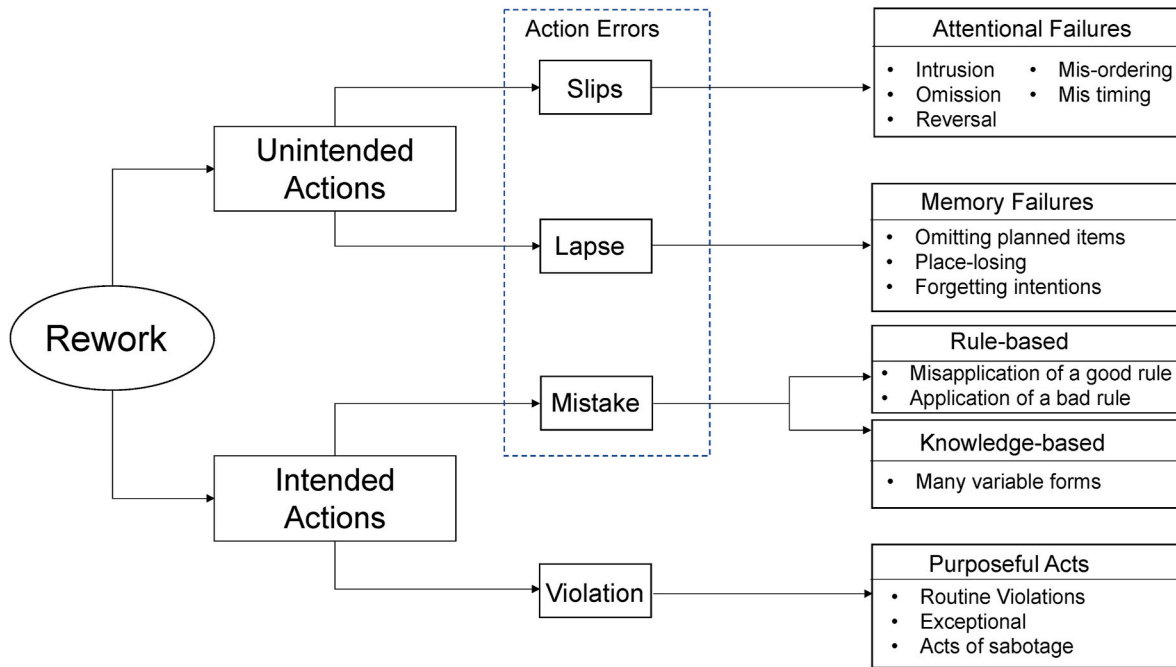 Action Errors
Attentional Failures
• Intrusion
• Omission
• Reversal
• Mis-ordering
• Mis timing
Slips
Unintended
Actions
Memory Failures
• Omitting planned items
• Place-losing
• Forgetting intentions
Lapse
Rework
Rule-based
• Misapplication of a good rule
• Application of a bad rule
Mistake
Knowledge-based
• Many variable forms
Intended
Actions
Purposeful Acts
• Routine Violations
• Exceptional
• Acts of sabotage
Violation